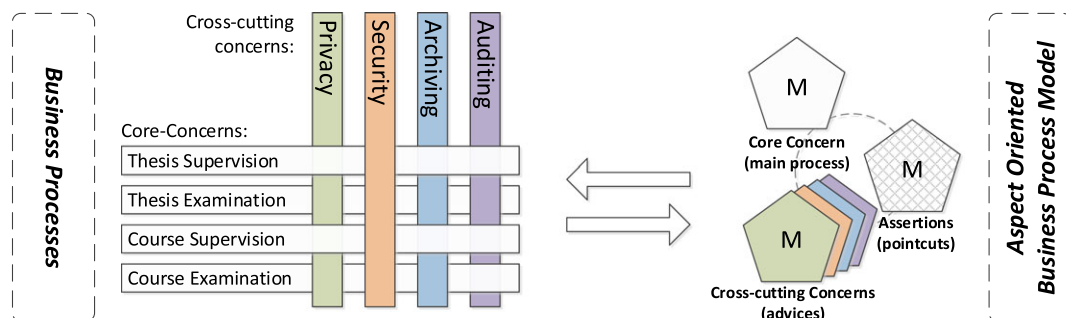 Business Processes
Cross-cutting
concerns:
Privacy
Security
Archiving
Auditing
Core-Concerns:
Thesis Supervision
Thesis Examination
Course Supervision
Course Examination
M
Core Concern
(main process)
M
Assertions
(pointcuts)
M
Cross-cutting Concerns
(advices)
Aspect Oriented
Business Process Model